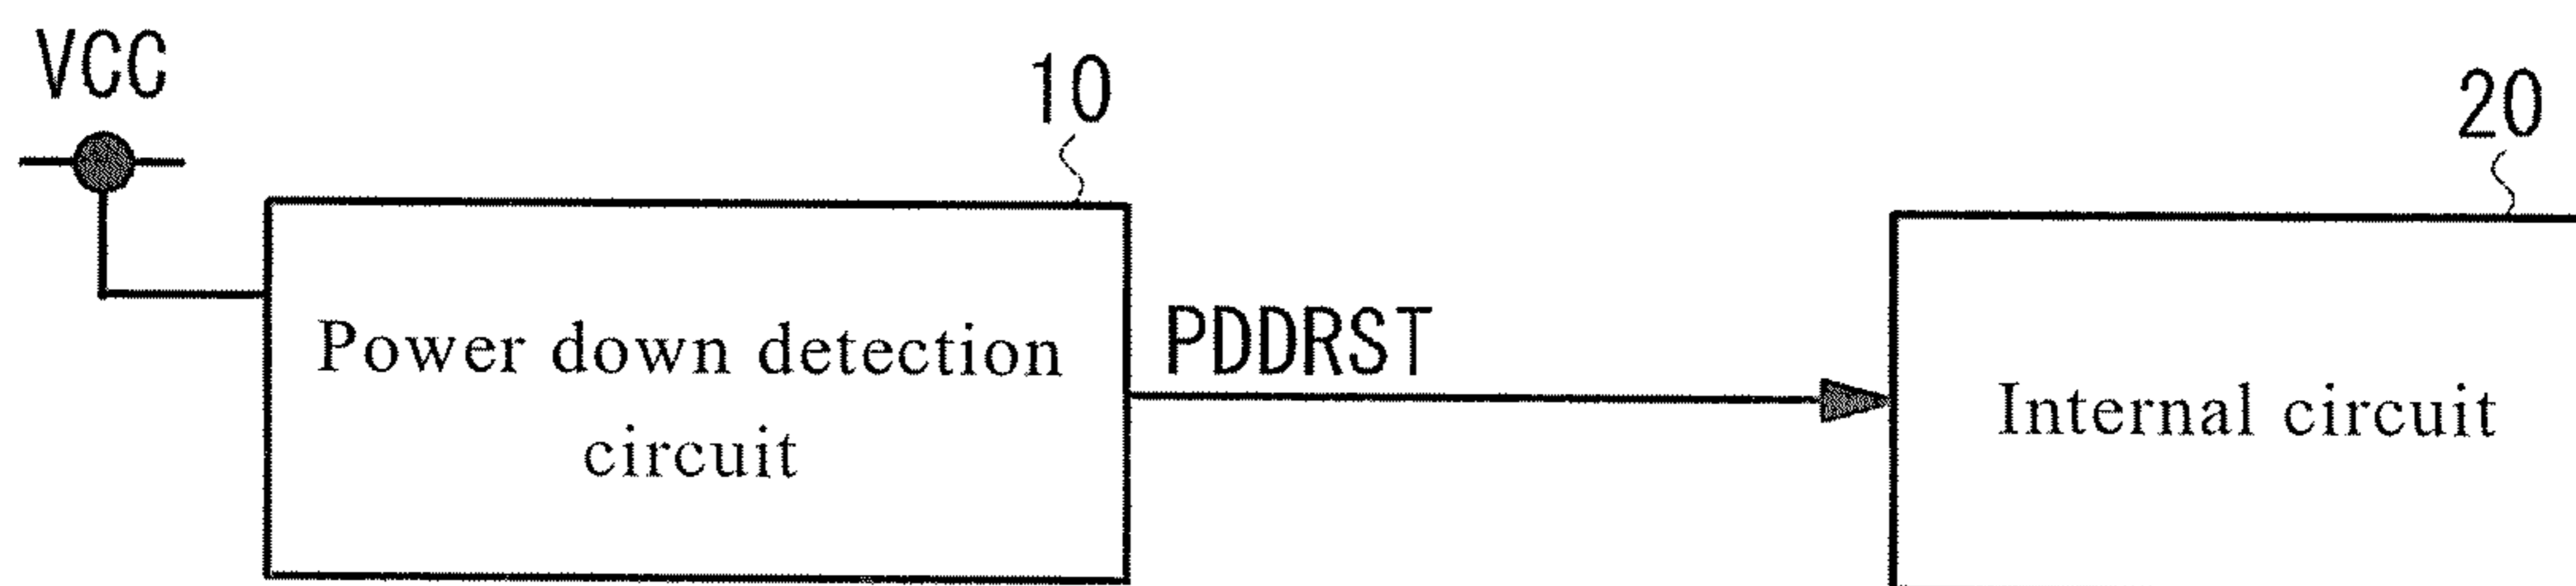 VCC
10
20
Power down detection
circuit
PDDRST
Internal circuit